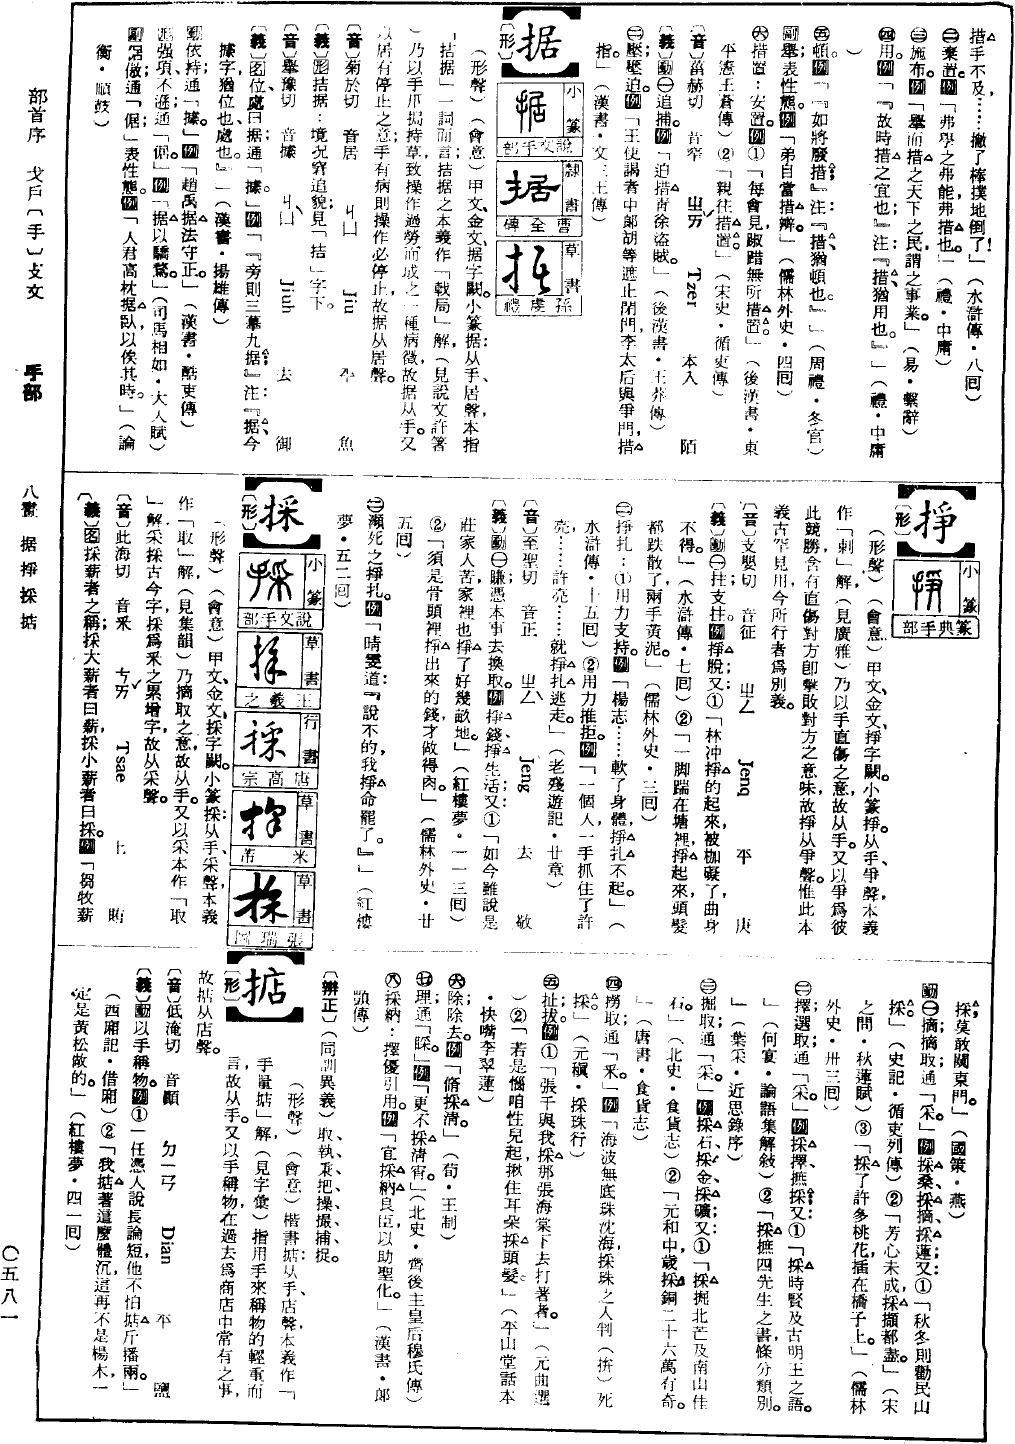 措手不及，……撇了棒撲地倒了！」（水滸傳・八回）
㊁棄置。例「弗學之弗能弗措也。」（禮・中庸）
㊂施布。例「舉而措之天下之民，謂之事業。」（易・繫辭）
㊃用。例「『故時措之宜也』注：『措猶用也。』」（禮・中庸
）
㊄頓。例「『如將廢措』注：『措猶頓也。』」（周禮・冬官）
副舉；表性態。例「弟自當措辦。」（儒林外史・四回）
㊅措置：安置。例①「每會見，踧踖無所措置。」（後漢書・東
平憲王蒼傳）②「親往措置。」（宋史・循吏傳）
〔音〕菑赫切　音窄　ㄓㄞˇ　Tzer　本入　陌
〔義〕動㊀追捕。例「迫措靑徐盜賊。」（後漢書・王莽傳）
㊁壓；壓迫。例「王使謁者中郞胡等遮止，閉門，李太后與爭門，措
指。」（漢書・文三王傳）
据
〔形〕
小篆　說文手部
隸書　曹全碑
草書　孫虔禮
（形聲）（會意）甲文、金文、据字闕。小篆据：从手、居聲，本指
「拮据」一詞而言；拮据之本義作「戟局」解，（見說文許箸
）乃以手爪挶持草，致操作過勞而成之一種病徵，故据从手。又
以居有停止之意，手有病則操作必停止，故据从居聲。
〔音〕菊於切　音居　ㄐㄩ　Jiu　平　魚
〔義〕形拮据：境況窘迫貌；見「拮」字下。
〔音〕舉豫切　音據　ㄐㄩˋ　Jiuh　去　御
〔義〕图位；處曰据；通「據」。例「『旁則三摹九据』注：『据、今
據字，猶位也，處也。』」（漢書・揚雄傳）
動依；持；通「據」。例「趙禹据法守正。」（漢書・酷吏傳
形強項不遜；通「倨」。例「据以驕驁。」（司馬相如・大人賦）
副倨傲；通「倨」；表性態。例「人君高枕据臥，以俟其時。」（論
衡・順鼓）
掙
〔形〕
小篆　篆典手部
（形聲）（會意）甲文、金文、掙字闕。小篆掙。从手、爭聲，本義
作「刺」解，（見廣雅）乃以手直傷之意，故从手。又以爭爲彼
此競勝，含有直傷對方卽擊敗對方之意味，故掙从爭聲。惟此本
義古罕見用，今所行者爲別義。
〔音〕支嬰切　音征　ㄓㄥ　Jenq　平　庚
〔義〕動㊀拄；支拄。例掙脫；又①「林冲掙的起來，被枷礙了，曲身
不得。」（水滸傳・七回）②「一脚踹在塘裡，掙起來，頭髮
都跌散了，兩手黃泥。」（儒林外史・三回）
㊁掙扎：①用力支持。例「楊志……軟了身體，掙扎不起。」（
水滸傳・十五回）②用力推拒。例「一個人一手抓住了許
亮……許亮……就掙扎逃走。」（老殘遊記・廿章）
〔音〕至聖切　音正　ㄓㄥˋ　Jeng　去　敬
〔義〕動㊀賺；憑本事去換取。例掙錢、掙生活；又①「如今雖說是
莊家人苦，家裡也掙了好幾畝地。」（紅樓夢・一一三回）
②「須是骨頭裡掙出來的錢才做得肉。」（儒林外史・廿
五回）
㊁瀕死之掙扎。例「晴雯道：『說不的，我掙命罷了。』」（紅樓
夢・五二回）
採
〔形〕
小篆　說文手部
草書　王羲之
行書　唐高宗
草書　米芾
草書　張瑞圖
（形聲）（會意）甲文、金文、採字闕。小篆採：从手、采聲，本義
作「取」解，（見集韻）乃摘取之意，故从手。又以采本作「取
」解，采採古今字，採爲采之累增字，故从采聲。
〔音〕此海切　音采　ㄘㄞˇ　Tsae　上　賄
〔義〕图採薪者之稱；採大薪者曰薪，採小薪者曰採。例「芻牧薪
採，莫敢闚東門。」（國策・燕）
動㊀摘；摘取；通「采」。例採桑、採摘、採蓮；又①「秋冬則勸民山
採。」（史記・循吏列傳）②「芳心未成，採擷都盡。」（宋
之問・秋蓮賦）③「採了許多桃花，插在橋子上。」（儒林
外史・卅三回）
㊁擇；選取；通「采」。例採擇、摭採；又①「採時賢及古明王之語
」（何宴・論語集解敍）②「採摭四先生之書，條分類別。
」（葉采・近思錄序）
㊂掘取；通「采」。例採石、採金、採礦；又①「採掘北芒及南山佳
石。」（北史・食貨志）②「元和中，歲採銅二十六萬有奇。
」（唐書・食貨志）
㊃撈取；通「采」。例「海波無底珠沈海，採珠之人判（拚）死
採。」（元稹・採珠行）
㊄扯；拔。例①「張千與我採那張海棠下去打著者。」（元曲選
）②「若是惱咱性兒起，揪住耳朵採頭髮。」（平山堂話本
・快嘴李翠蓮）
㊅除；除去。例「脩採淸。」（荀・王制）
㊆理；通「睬」。例「更不採淸宵。」（北史・齊後主皇后穆氏傳）
㊇採納：擇優引用。例「宜採納良臣，以助聖化。」（漢書・郞
顗傳）
〔辨正〕（同訓異義）取、執、秉、把、操、撮、捕、捉。
掂
〔形〕
（形聲）（會意）楷書掂：从手、店聲，本義作「
手量掂」解，（見字彙）指用手來稱物的輕重而
言，故从手。又以手稱物，在過去爲商店中常有之事，
故掂从店聲。
〔音〕低淹切　音顚　ㄉㄧㄢ　Dian　平　鹽
〔義〕動以手稱物。例①一任憑人說長論短，他不怕掂斤播兩。」
（西廂記・借廂）②「我掂著這麼體沉，這再不是楊木，一
定是黃松做的。」（紅樓夢・四一回）
部首序　戈戶〔手〕攴文　手部　八畫　据掙採掂　〇五八一